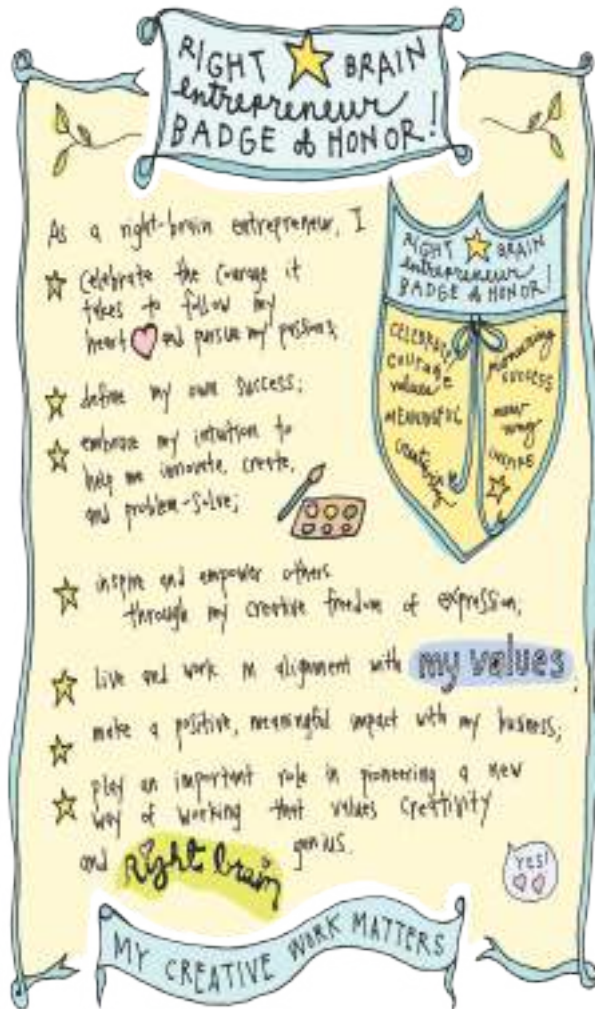 RIGHT BRAIN
entrepreneur
BADGE of HONOR!
As a right-brain entrepreneur, I
celebrate the courage it
takes to follow my
heart and pursue my passions;
define my own success;
embrace my intuition to
help me innovate, create,
and problem-solve;
RIGHT BRAIN
entrepreneur
BADGE of HONOR!
CELEBRATE
courage
values
MEANINGFUL
creativity
pioneering
SUCCESS
new
way
INSPIRE
inspire and empower others
through my creative freedom of expression;
live and work in alignment with my values;
make a positive, meaningful impact with my business;
play an important role in pioneering a new
way of working that values creativity
and right brain genius.
YES!
MY CREATIVE WORK MATTERS